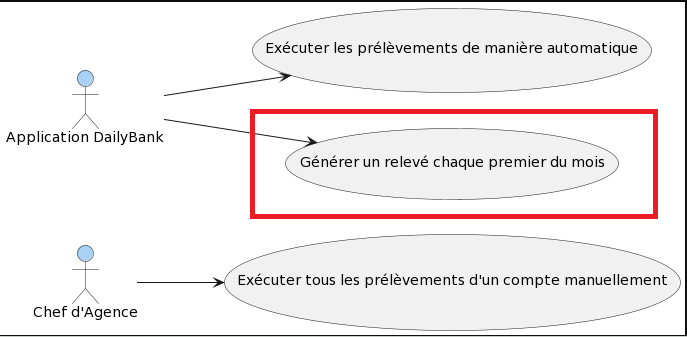 Exécuter les prélèvements de manière automatique
Application DailyBank
Générer un relevé chaque premier du mois
Exécuter tous les prélèvements d'un compte manuellement
Chef d'Agence